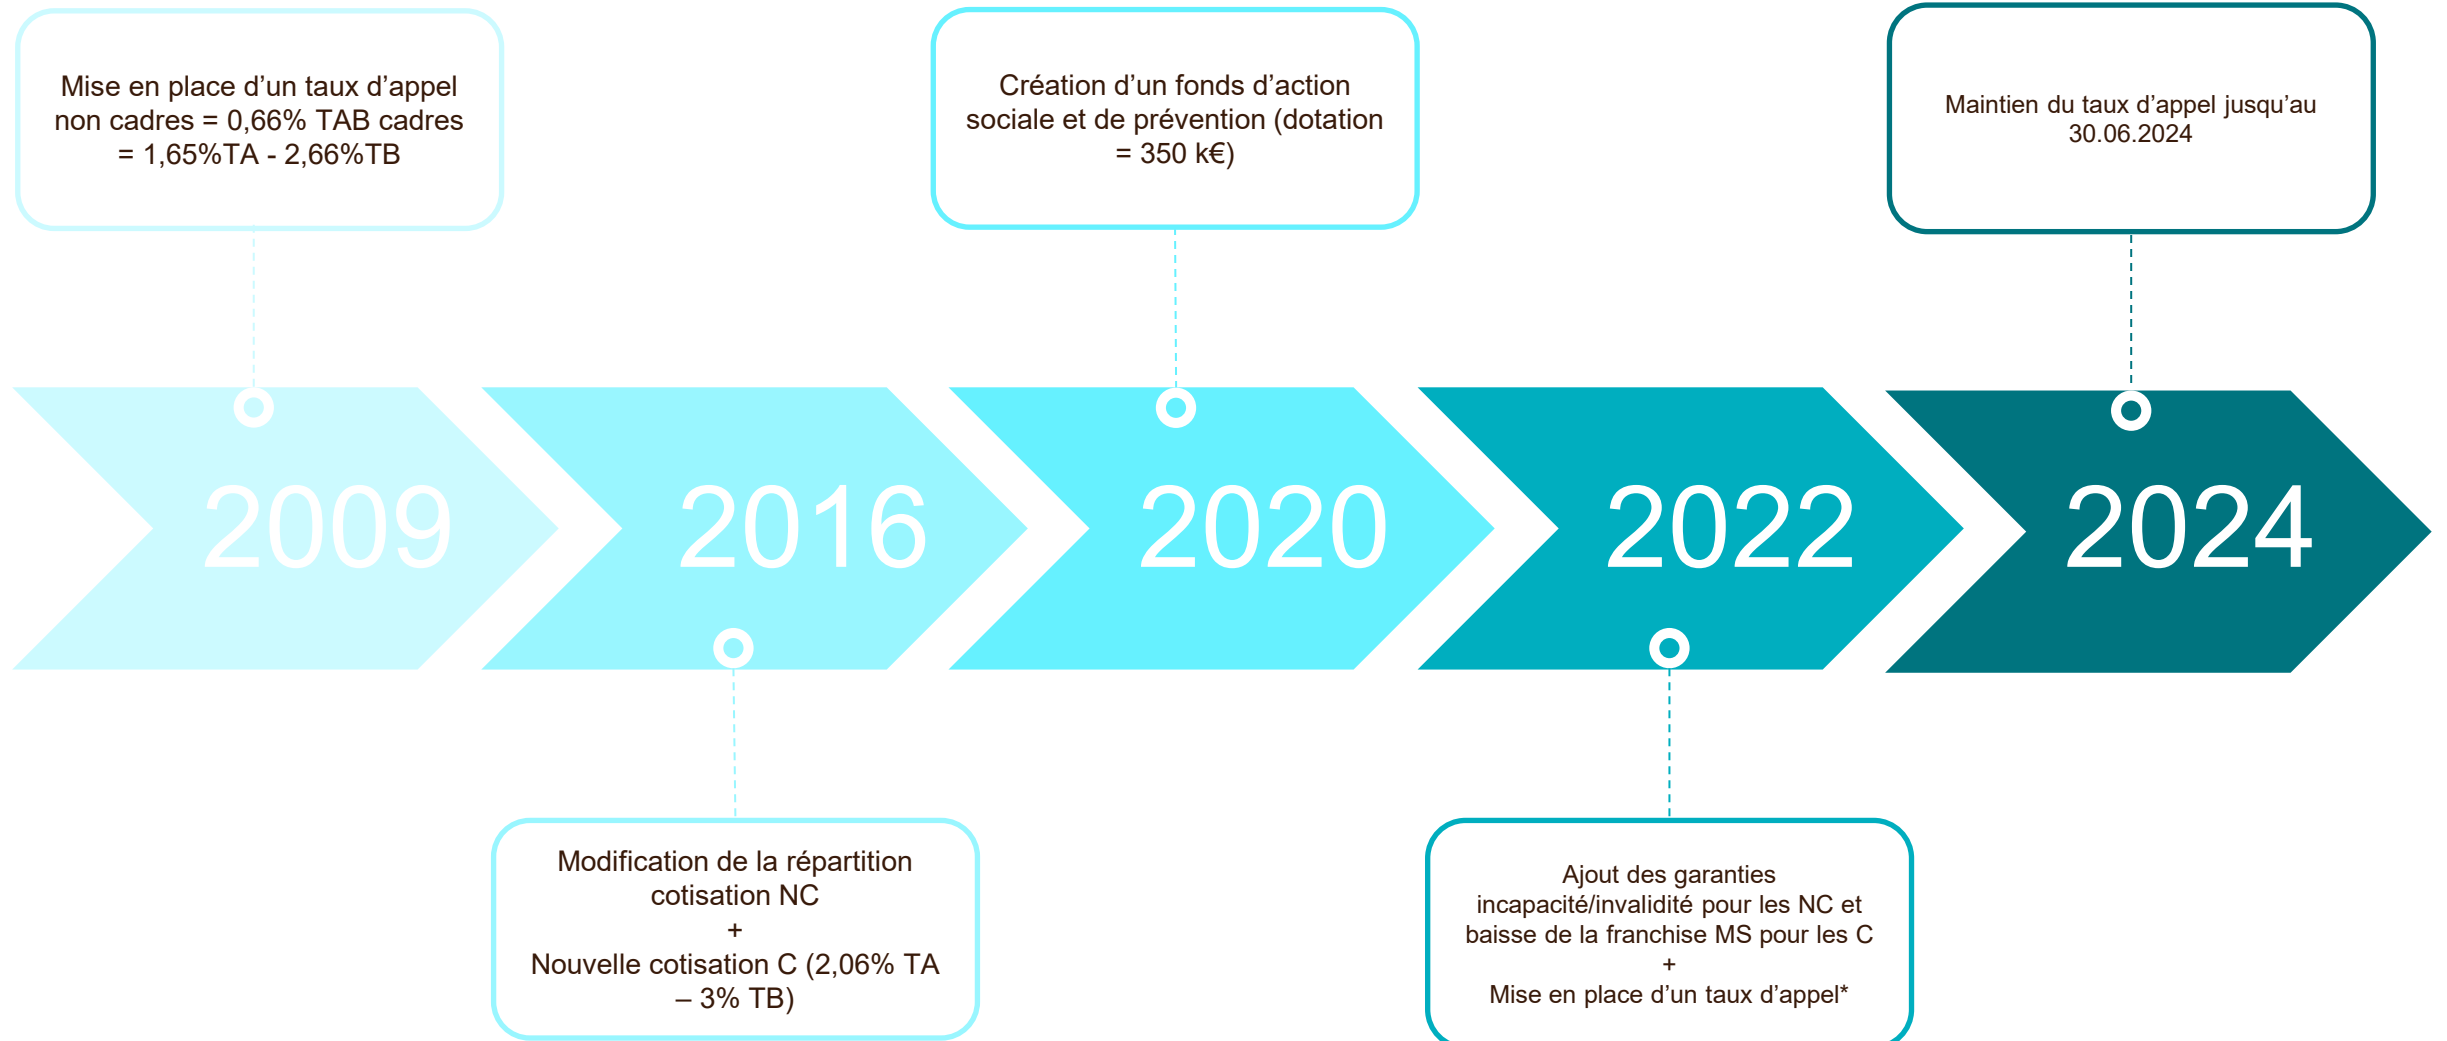 Mise en place d’un taux d’appel
non cadres = 0,66% TAB cadres
= 1,65%TA - 2,66%TB
Création d’un fonds d’action
sociale et de prévention (dotation
= 350 k€)
Maintien du taux d’appel jusqu’au
30.06.2024
2009
2016
2020
2022
2024
Modification de la répartition
cotisation NC
+
Nouvelle cotisation C (2,06% TA
– 3% TB)
Ajout des garanties
incapacité/invalidité pour les NC et
baisse de la franchise MS pour les C
+
Mise en place d’un taux d’appel*